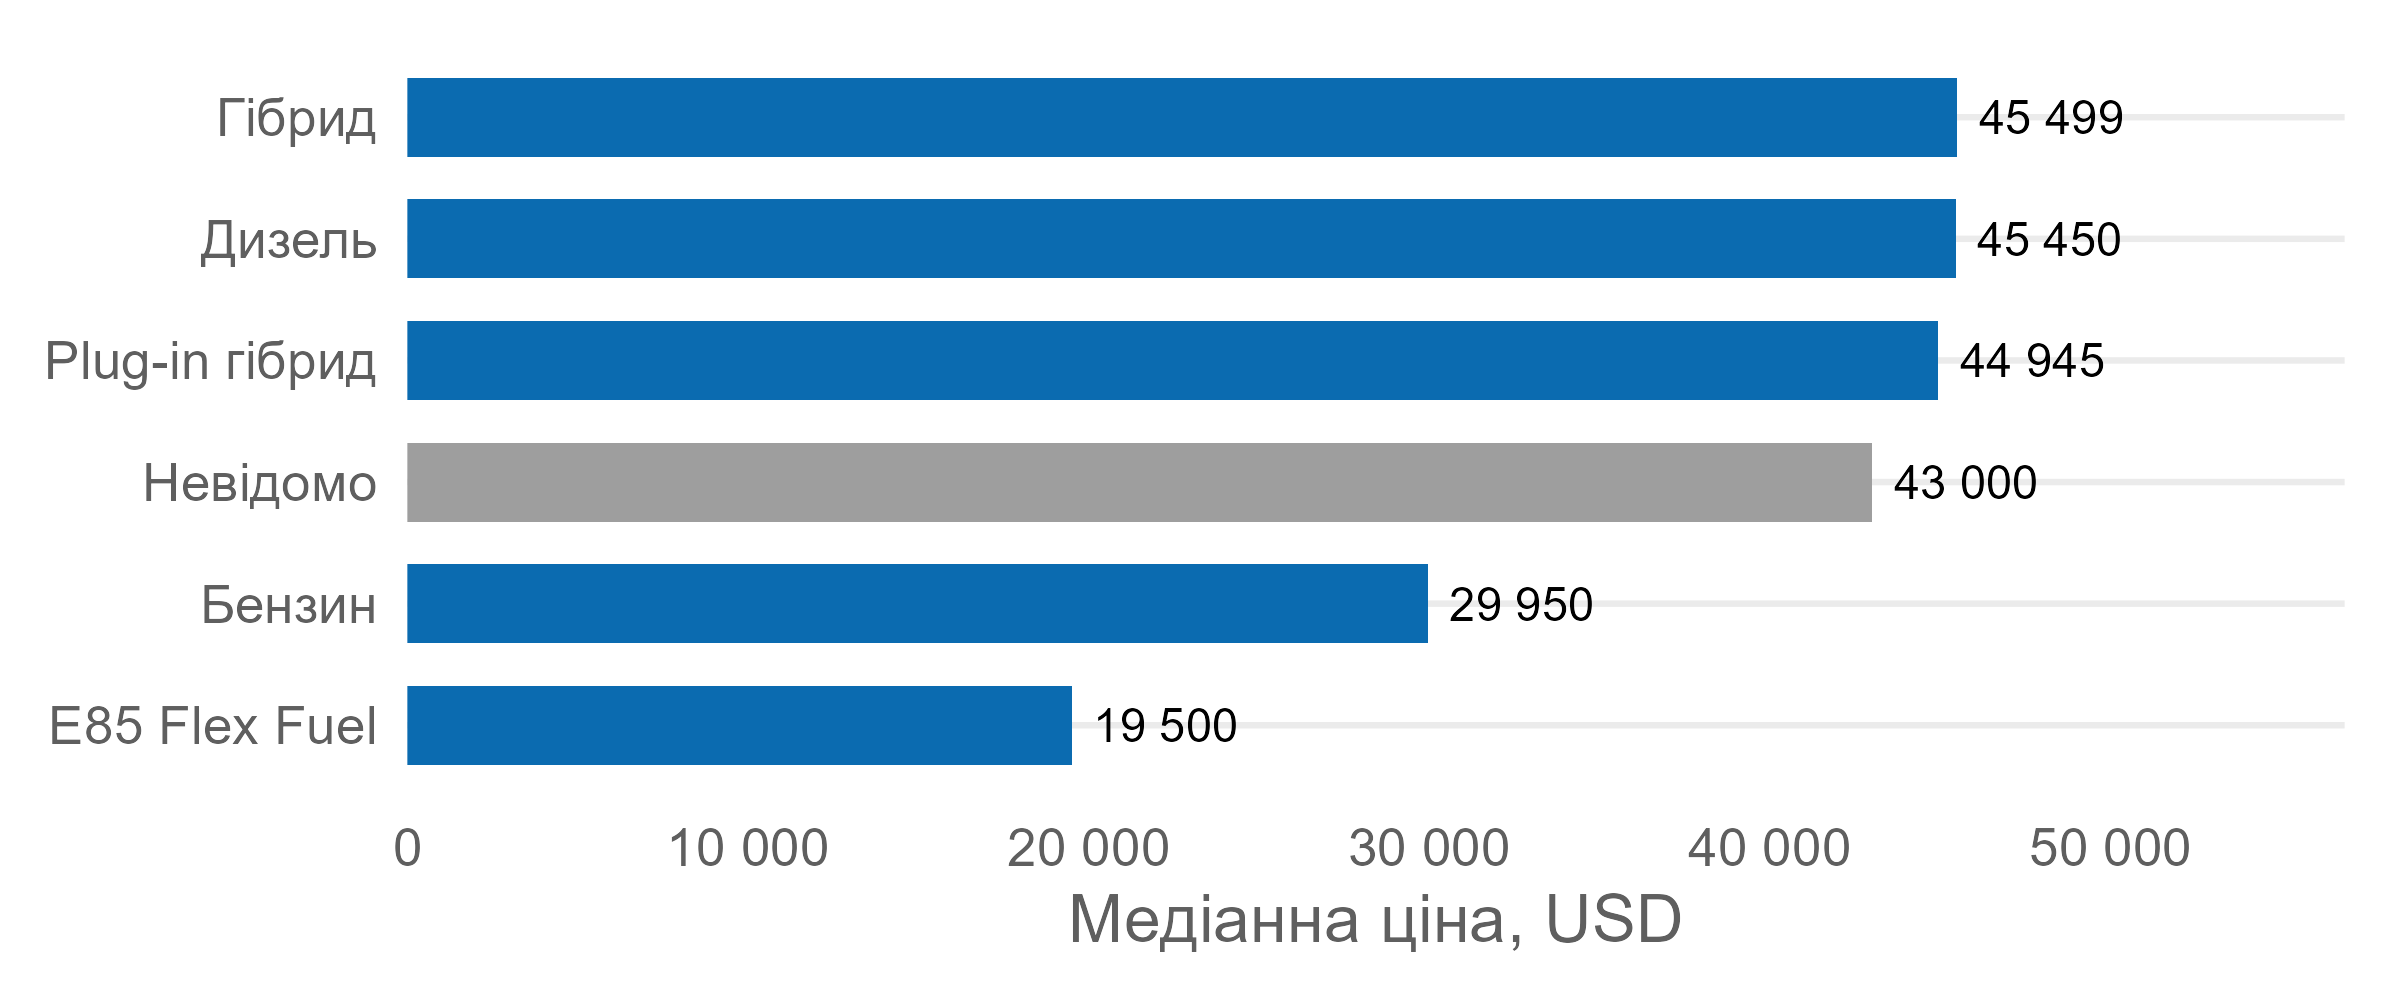 Гібрид 45 499
Дизель 45 450
Plug-in гібрид 44 945
Невідомо 43 000
Бензин 29 950
E85 Flex Fuel 19 500
0 10 000 20 000 30 000 40 000 50 000
Медіанна ціна, USD